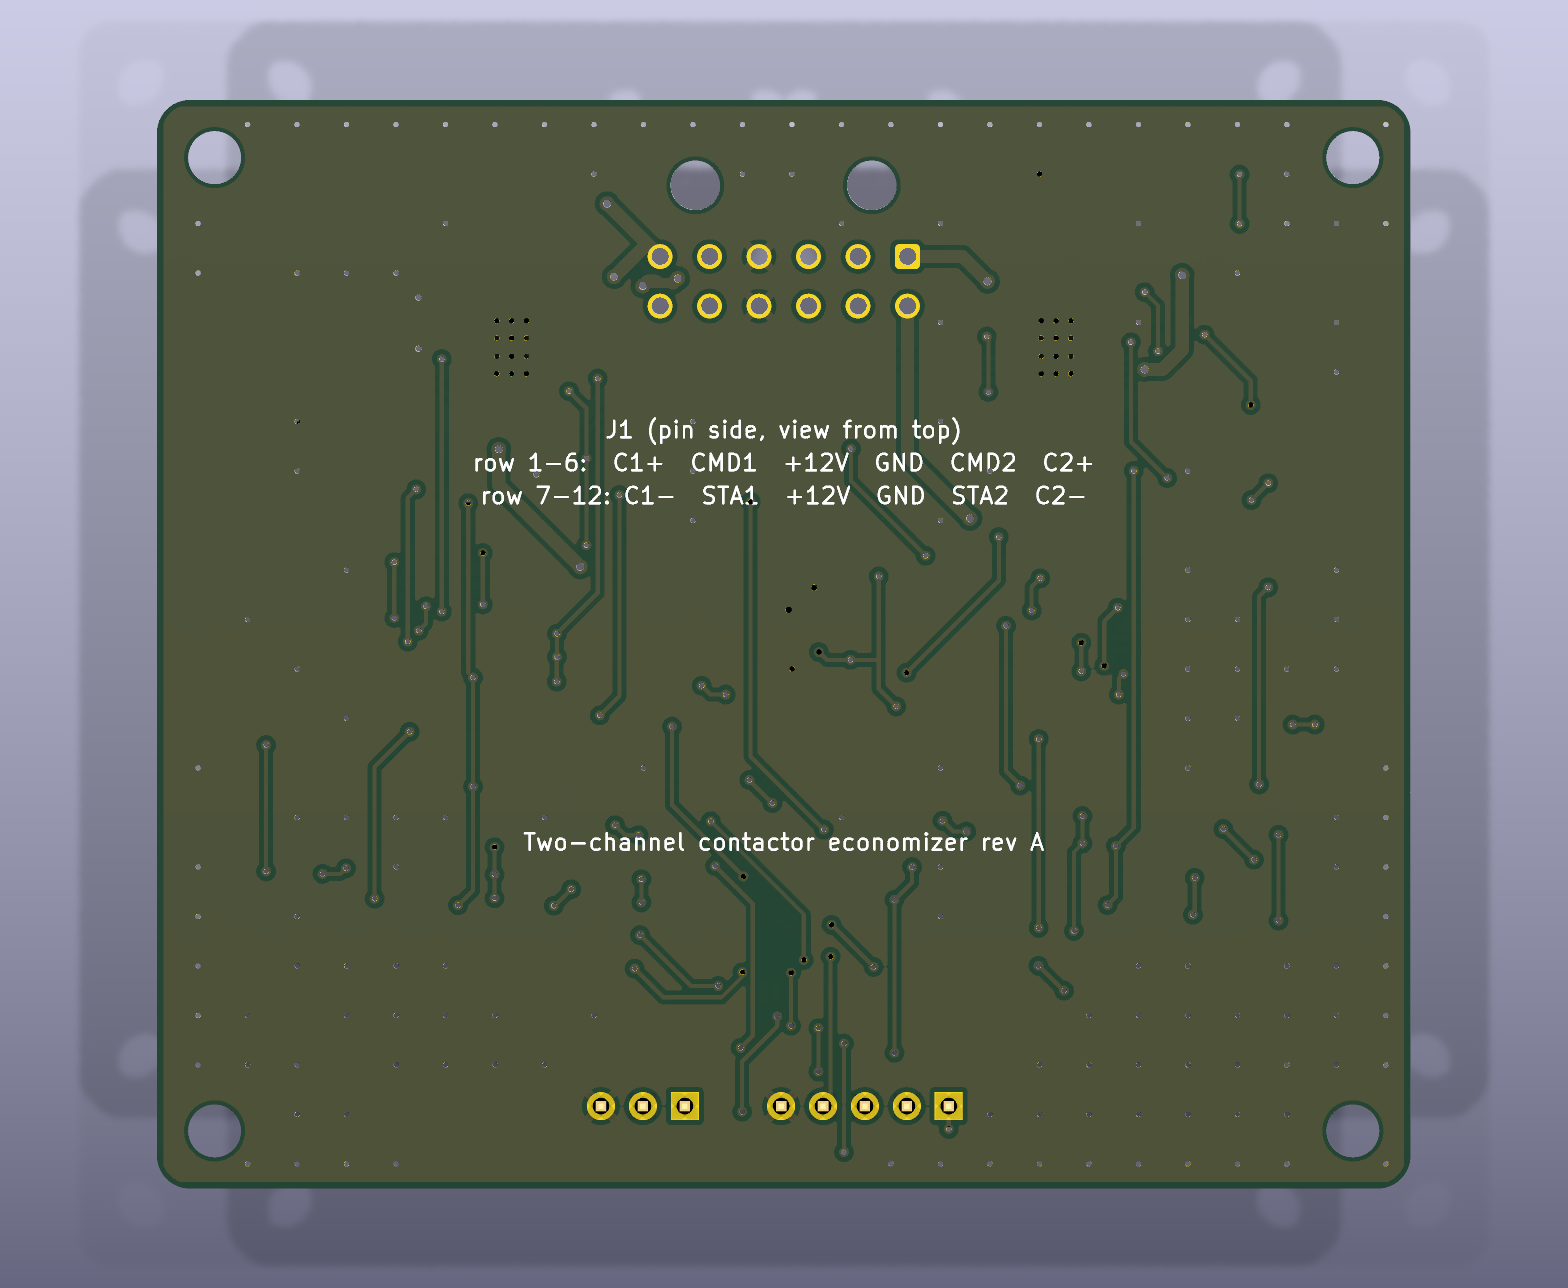 J1 (pin side, view from top)
row 1-6: C1+ CMD1 +12V GND CMD2 C2+
row 7-12: C1- STA1 +12V GND STA2 C2-
Two-channel contactor economizer rev A